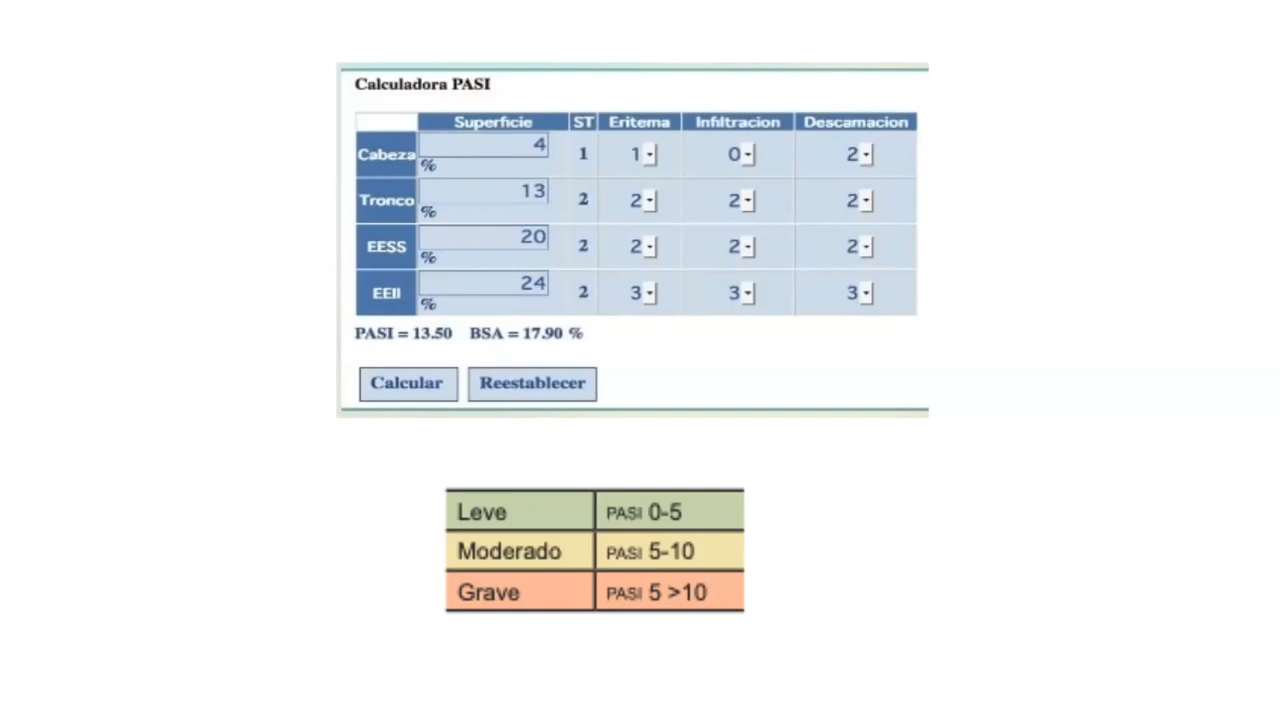 Calculadora PASI
Superficie ST Eritema Infiltracion Descamacion
Cabeza 4 % 1 1 0 2
Tronco 13 % 2 2 2 2
EESS 20 % 2 2 2 2
EEII 24 % 2 3 3 3
PASI = 13.50 BSA = 17.90 %
Calcular Reestablecer
Leve PASI 0-5
Moderado PASI 5-10
Grave PASI 5 >10